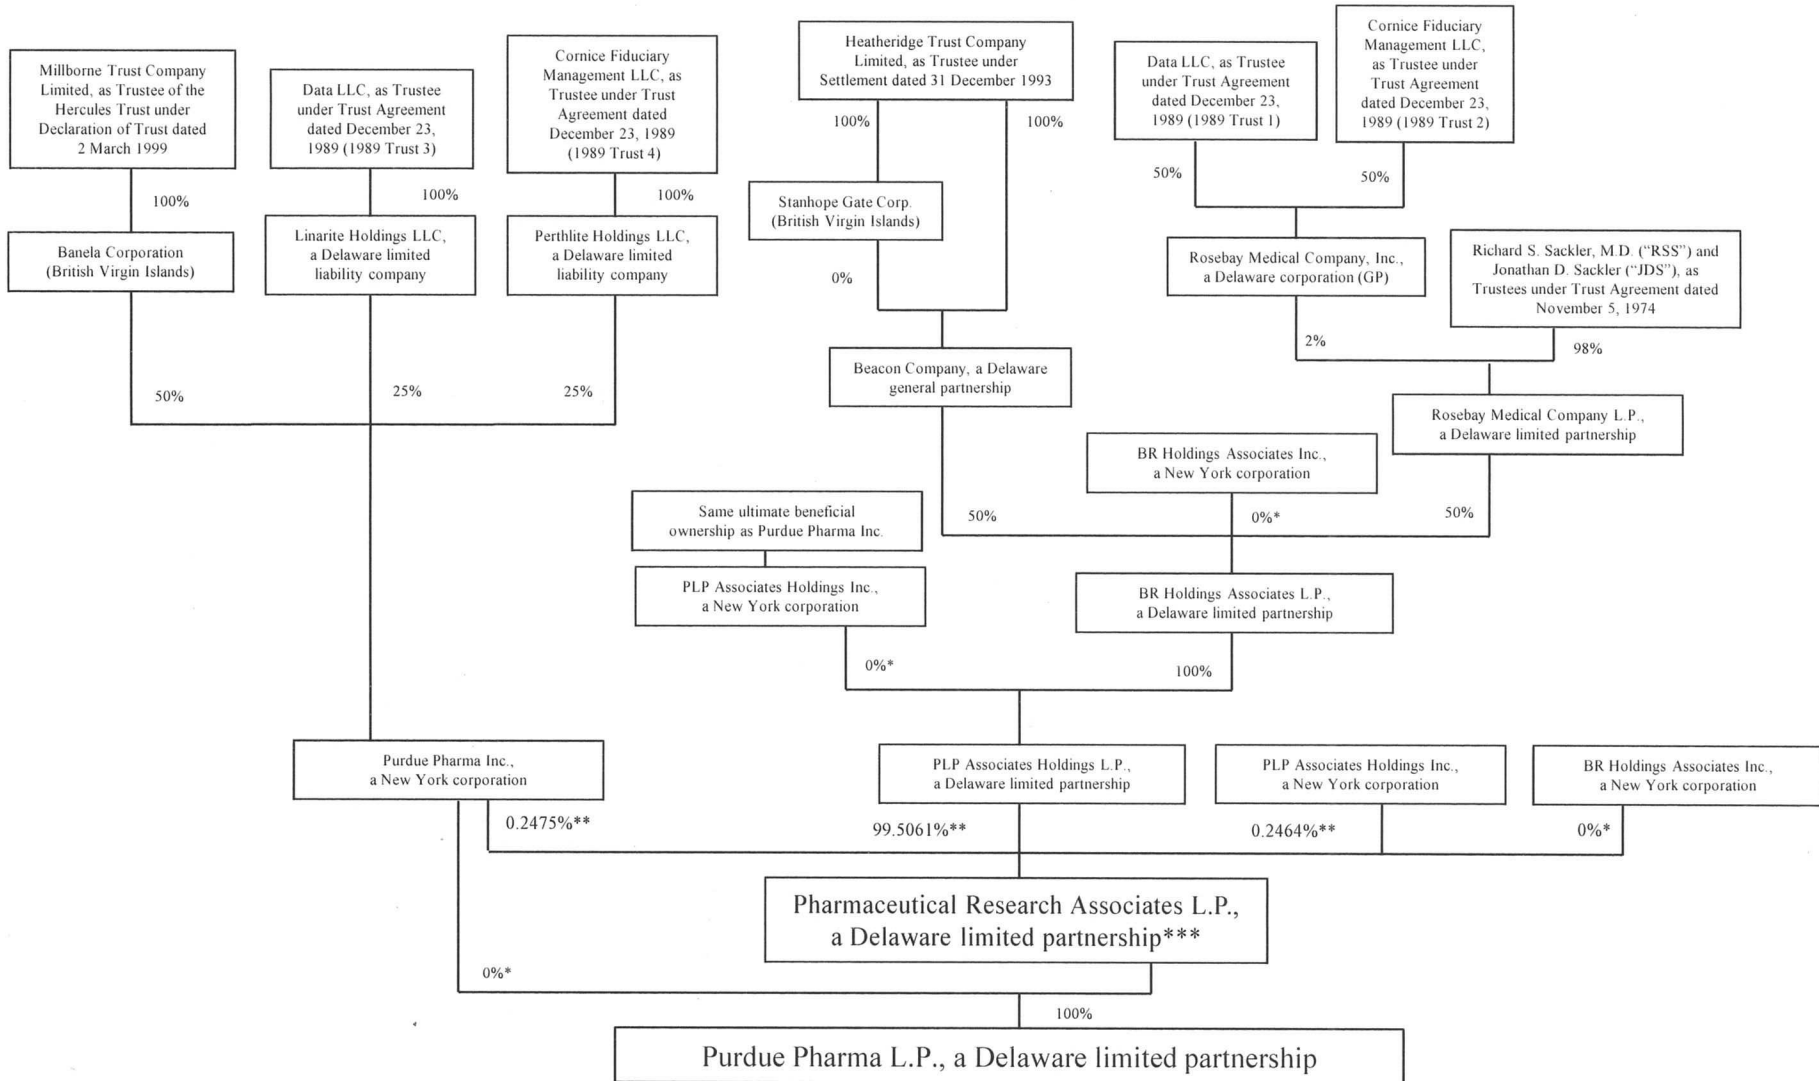 Millborne Trust Company
Limited, as Trustee of the
Hercules Trust under
Declaration of Trust dated
2 March 1999
Data LLC, as Trustee
under Trust Agreement
dated December 23,
1989 (1989 Trust 3)
Cornice Fiduciary
Management LLC, as
Trustee under Trust
Agreement dated
December 23, 1989
(1989 Trust 4)
Heatheridge Trust Company
Limited, as Trustee under
Settlement dated 31 December 1993
Data LLC, as Trustee
under Trust Agreement
dated December 23,
1989 (1989 Trust 1)
Cornice Fiduciary
Management LLC,
as Trustee under
Trust Agreement
dated December 23,
1989 (1989 Trust 2)
100%
100%
100%
100%
100%
50%
50%
Banela Corporation
(British Virgin Islands)
Linarite Holdings LLC,
a Delaware limited
liability company
Perthlite Holdings LLC,
a Delaware limited
liability company
Stanhope Gate Corp.
(British Virgin Islands)
Rosebay Medical Company, Inc.,
a Delaware corporation (GP)
Richard S. Sackler, M.D. (“RSS”) and
Jonathan D. Sackler (“JDS”), as
Trustees under Trust Agreement dated
November 5, 1974
0%
2%
98%
50%
25%
25%
Beacon Company, a Delaware
general partnership
Rosebay Medical Company L.P.,
a Delaware limited partnership
BR Holdings Associates Inc.,
a New York corporation
50%
0%*
50%
Same ultimate beneficial
ownership as Purdue Pharma Inc.
PLP Associates Holdings Inc.,
a New York corporation
BR Holdings Associates L.P.,
a Delaware limited partnership
0%*
100%
Purdue Pharma Inc.,
a New York corporation
PLP Associates Holdings L.P.,
a Delaware limited partnership
PLP Associates Holdings Inc.,
a New York corporation
BR Holdings Associates Inc.,
a New York corporation
0.2475%**
99.5061%**
0.2464%**
0%*
Pharmaceutical Research Associates L.P.,
a Delaware limited partnership***
0%*
100%
Purdue Pharma L.P., a Delaware limited partnership